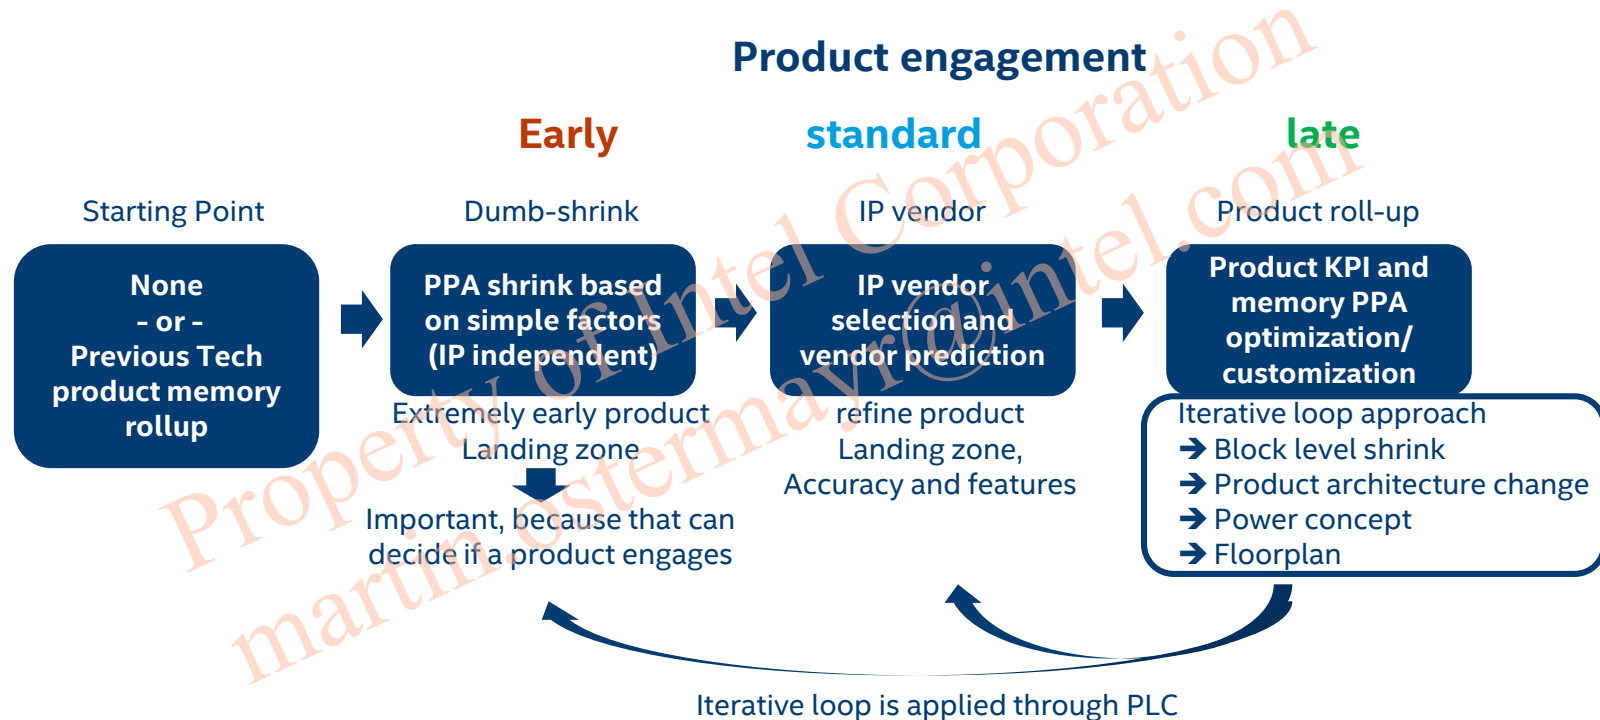 Product engagement
Early
standard
late
Starting Point
Dumb-shrink
IP vendor
Product roll-up
None
- or -
Previous Tech
product memory
rollup
PPA shrink based
on simple factors
(IP independent)
IP vendor
selection and
vendor prediction
Product KPI and
memory PPA
optimization/
customization
Extremely early product
Landing zone
Important, because that can
decide if a product engages
refine product
Landing zone,
Accuracy and features
Iterative loop approach
➔ Block level shrink
➔ Product architecture change
➔ Power concept
➔ Floorplan
Iterative loop is applied through PLC
Property of Intel Corporation
martin.ostermayr@intel.com